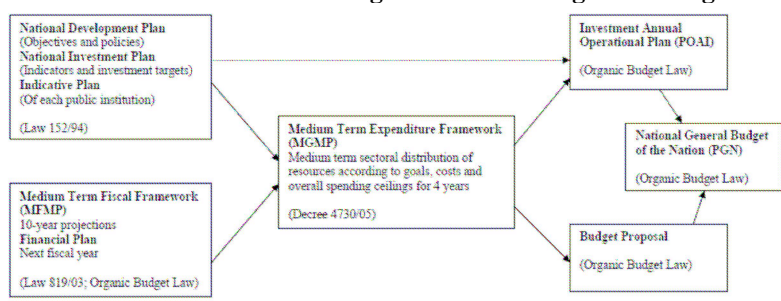 National Development Plan
(Objectives and policies)
National Investment Plan
(Indicators and investment targets)
Indicative Plan
(Of each public institution)
(Law 152/94)
Medium Term Fiscal Framework
(MFMP)
10-year projections
Financial Plan
Next fiscal year
(Law 819/03; Organic Budget Law)
Medium Term Expenditure Framework
(MGMP)
Medium term sectoral distribution of
resources according to goals, costs and
overall spending ceilings for 4 years
(Decree 4730/05)
Investment Annual
Operational Plan (POAI)
(Organic Budget Law)
National General Budget
of the Nation (PGN)
(Organic Budget Law)
Budget Proposal
(Organic Budget Law)